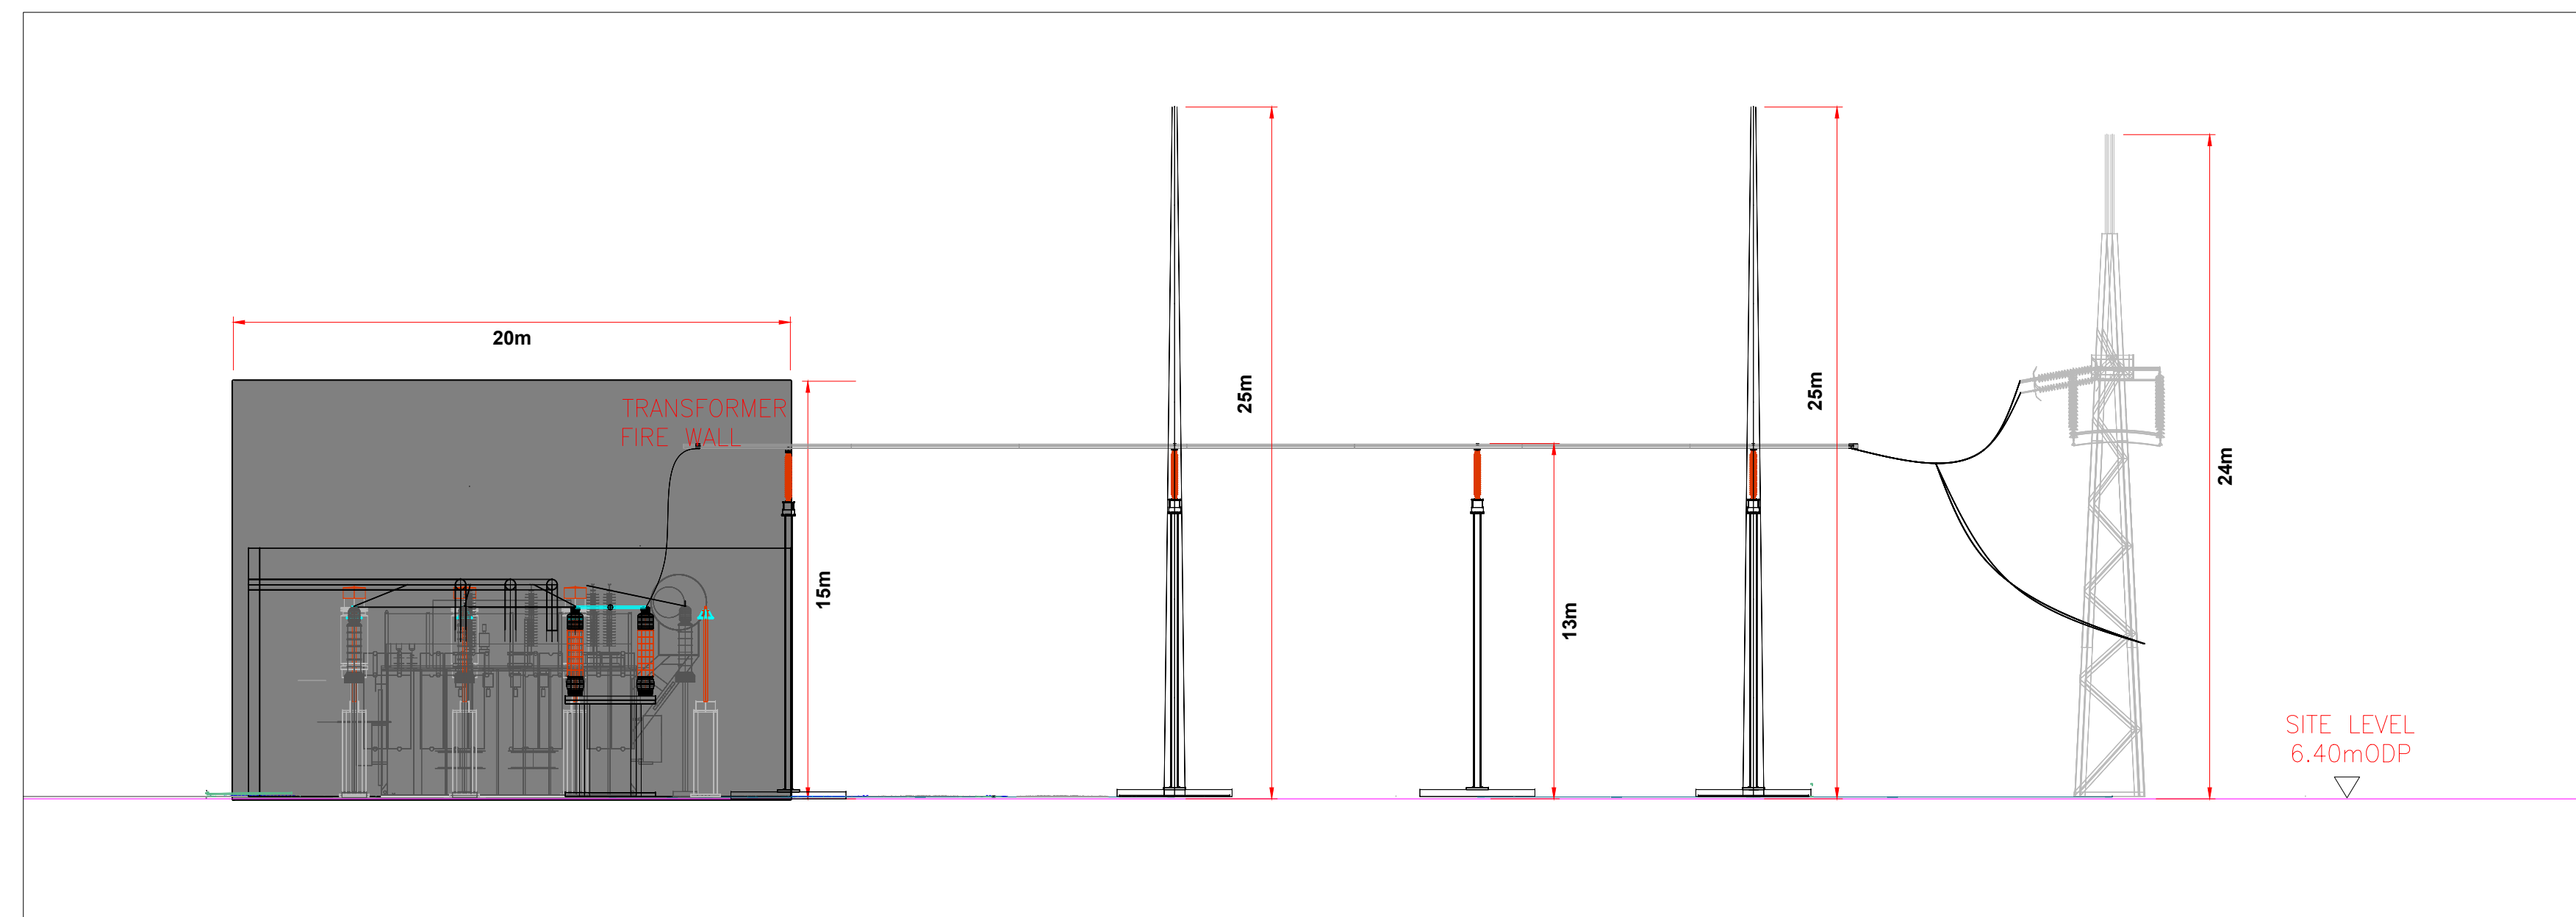 20m
TRANSFORMER
FIRE WALL
15m
25m
13m
25m
24m
SITE LEVEL
6.40mODP